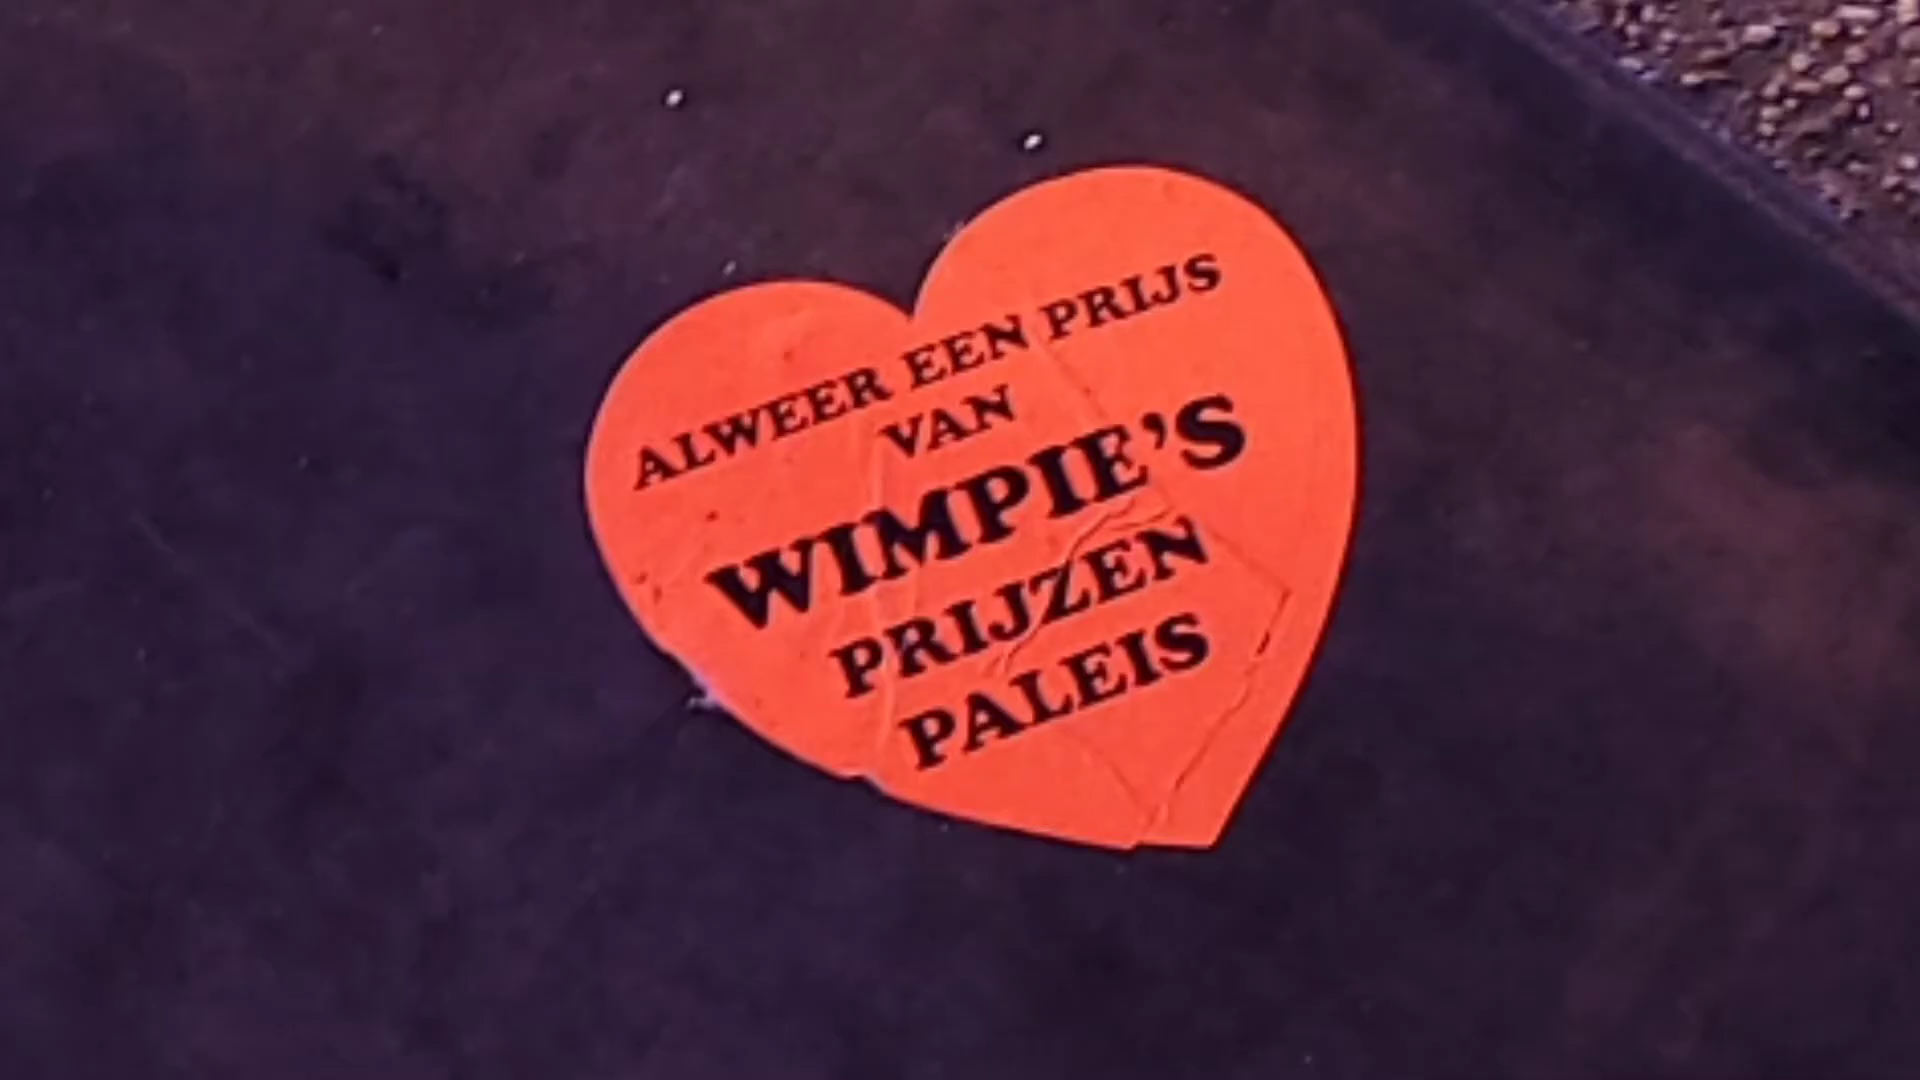 ALWEER EEN PRIJS
VAN
WIMPIE'S
PRIJZEN
PALEIS